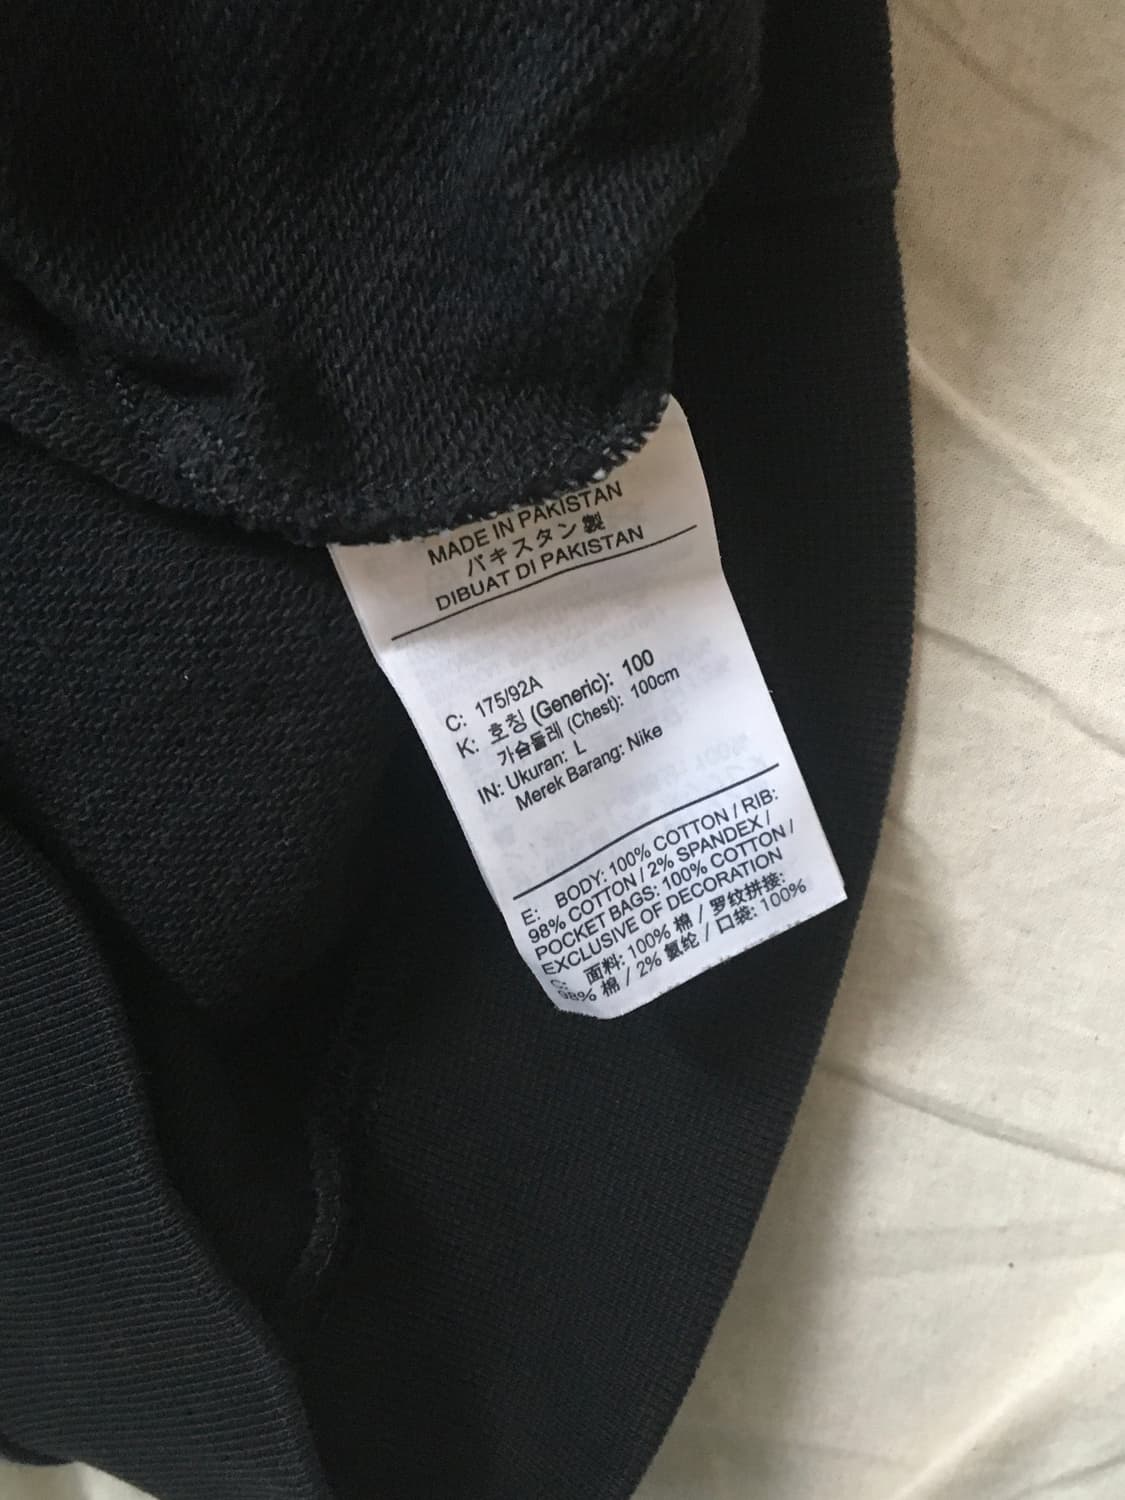 MADE IN PAKISTAN
パキスタン製
DIBUAT DI PAKISTAN
C: 175/92A
K: 호칭 (Generic): 100
가슴둘레 (Chest): 100cm
IN: Ukuran: L
Merek Barang: Nike
E: BODY: 100% COTTON / RIB:
98% COTTON / 2% SPANDEX /
POCKET BAGS: 100% COTTON /
EXCLUSIVE OF DECORATION
C: 面料: 100% 棉 / 罗纹拼接:
98% 棉 / 2% 氨纶 / 口袋: 100%